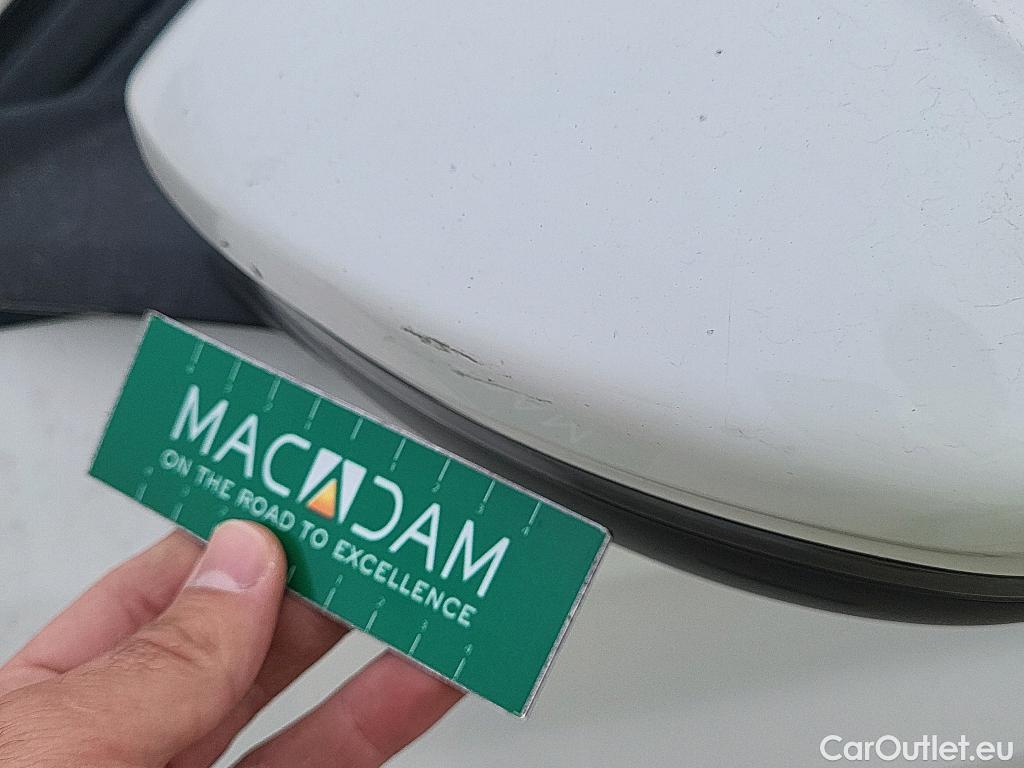 MACADAM
ON THE ROAD TO EXCELLENCE
CarOutlet.eu